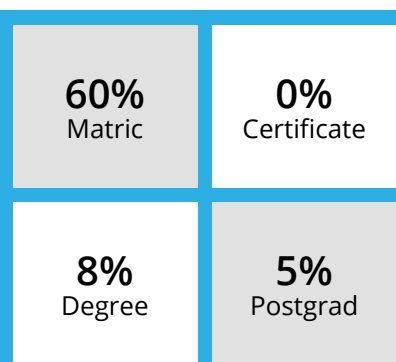 60%
Matric
0%
Certificate
8%
Degree
5%
Postgrad